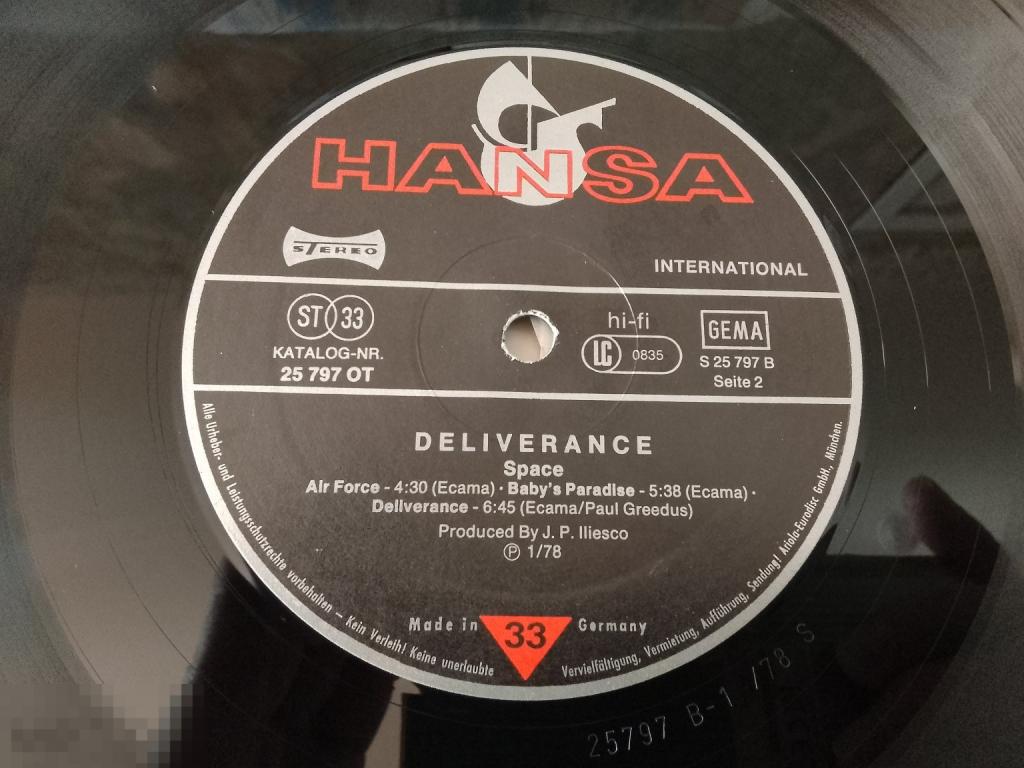 HANSA
STEREO
INTERNATIONAL
ST 33
KATALOG-NR.
25 797 OT
hi-fi
LC 0835
GEMA
S 25 797 B
Seite 2
DELIVERANCE
Space
Air Force - 4:30 (Ecama) · Baby's Paradise - 5:38 (Ecama) ·
Deliverance - 6:45 (Ecama/Paul Greedus)
Produced By J. P. Iliesco
Ⓟ 1/78
Made in 33 Germany
Alle Urheber- und Leistungsschutzrechte vorbehalten – Kein Verleih! Keine unerlaubte Vervielfältigung, Vermietung, Aufführung, Sendung! Ariola-Eurodisc GmbH., München.
25797 B-1 /78 S